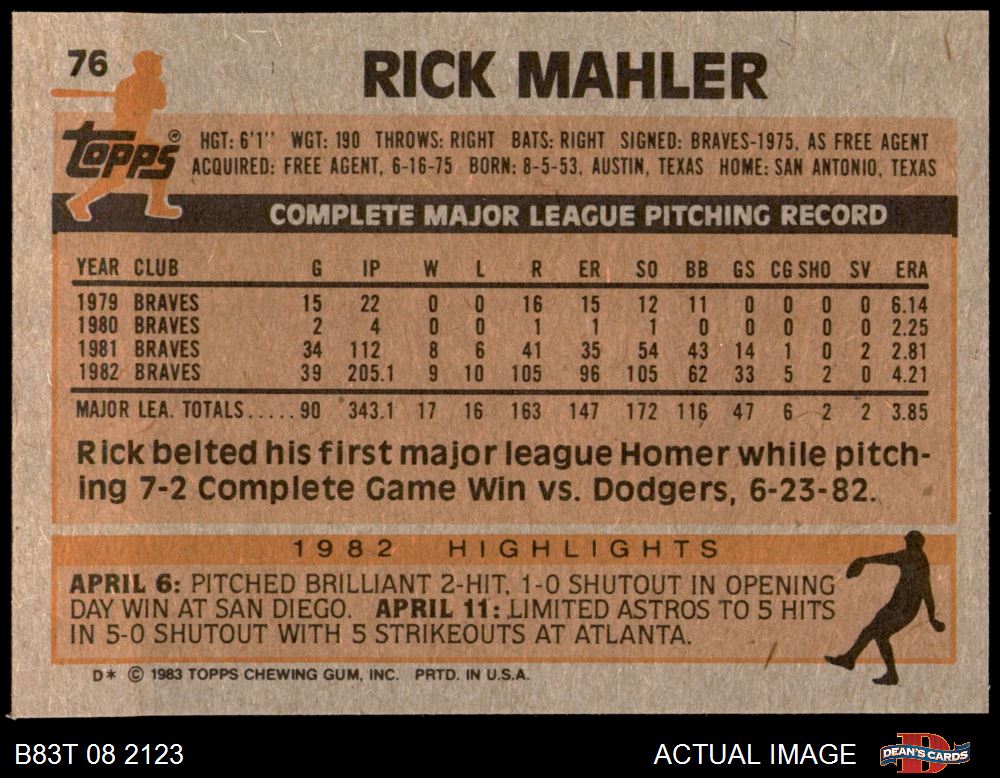 76
RICK MAHLER
topps®
HGT: 6'1" WGT: 190 THROWS: RIGHT BATS: RIGHT SIGNED: BRAVES-1975, AS FREE AGENT
ACQUIRED: FREE AGENT, 6-16-75 BORN: 8-5-53, AUSTIN, TEXAS HOME: SAN ANTONIO, TEXAS
COMPLETE MAJOR LEAGUE PITCHING RECORD
YEAR CLUB G IP W L R ER SO BB GS CG SHO SV ERA
1979 BRAVES 15 22 0 0 16 15 12 11 0 0 0 0 6.14
1980 BRAVES 2 4 0 0 1 1 1 0 0 0 0 0 2.25
1981 BRAVES 34 112 8 6 41 35 54 43 14 1 0 2 2.81
1982 BRAVES 39 205.1 9 10 105 96 105 62 33 5 2 0 4.21
MAJOR LEA. TOTALS.....90 343.1 17 16 163 147 172 116 47 6 2 2 3.85
Rick belted his first major league Homer while pitch-
ing 7-2 Complete Game Win vs. Dodgers, 6-23-82.
1982 HIGHLIGHTS
APRIL 6: PITCHED BRILLIANT 2-HIT, 1-0 SHUTOUT IN OPENING
DAY WIN AT SAN DIEGO. APRIL 11: LIMITED ASTROS TO 5 HITS
IN 5-0 SHUTOUT WITH 5 STRIKEOUTS AT ATLANTA.
D* © 1983 TOPPS CHEWING GUM, INC. PRTD. IN U.S.A.
B83T 08 2123
ACTUAL IMAGE
D
DEAN'S CARDS